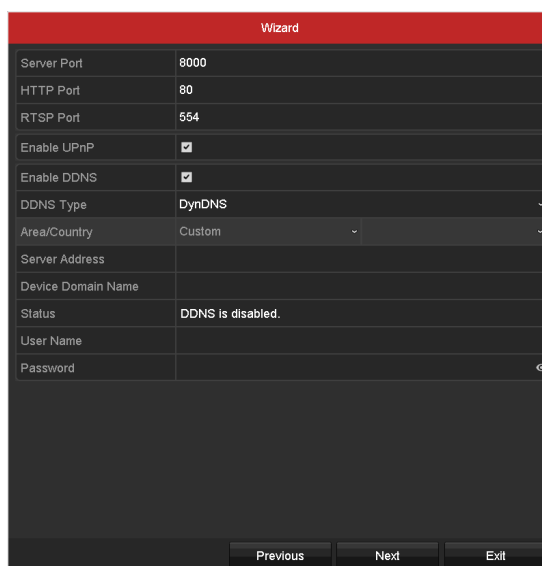 Wizard
Server Port 8000
HTTP Port 80
RTSP Port 554
Enable UPnP
Enable DDNS
DDNS Type DynDNS
Area/Country Custom
Server Address
Device Domain Name
Status DDNS is disabled.
User Name
Password
Previous Next Exit